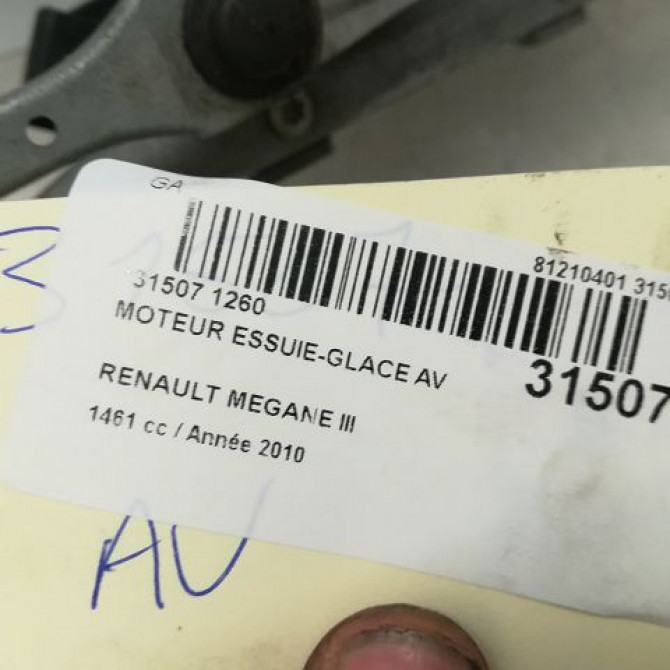 GA
81210401 315
31507 1260
MOTEUR ESSUIE-GLACE AV
31507
RENAULT MEGANE III
1461 cc / Année 2010
AV